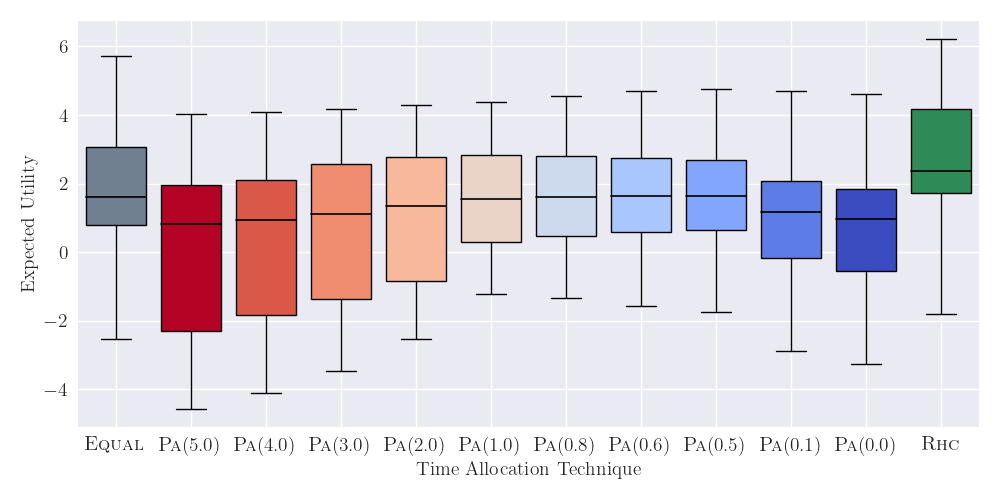 Expected Utility
6
4
2
0
−2
−4
Equal Pa(5.0) Pa(4.0) Pa(3.0) Pa(2.0) Pa(1.0) Pa(0.8) Pa(0.6) Pa(0.5) Pa(0.1) Pa(0.0) Rhc
Time Allocation Technique